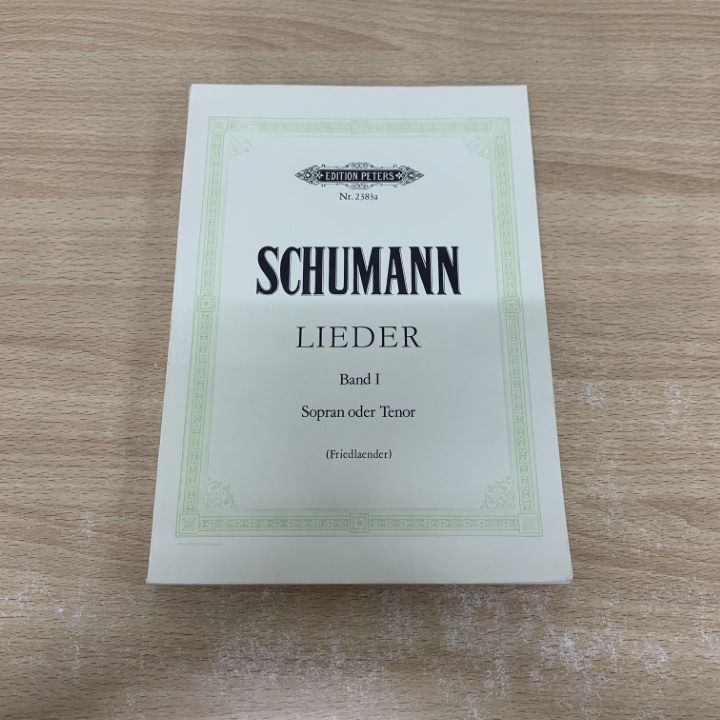 EDITION PETERS
Nr. 2383a
SCHUMANN
LIEDER
Band I
Sopran oder Tenor
(Friedlaender)